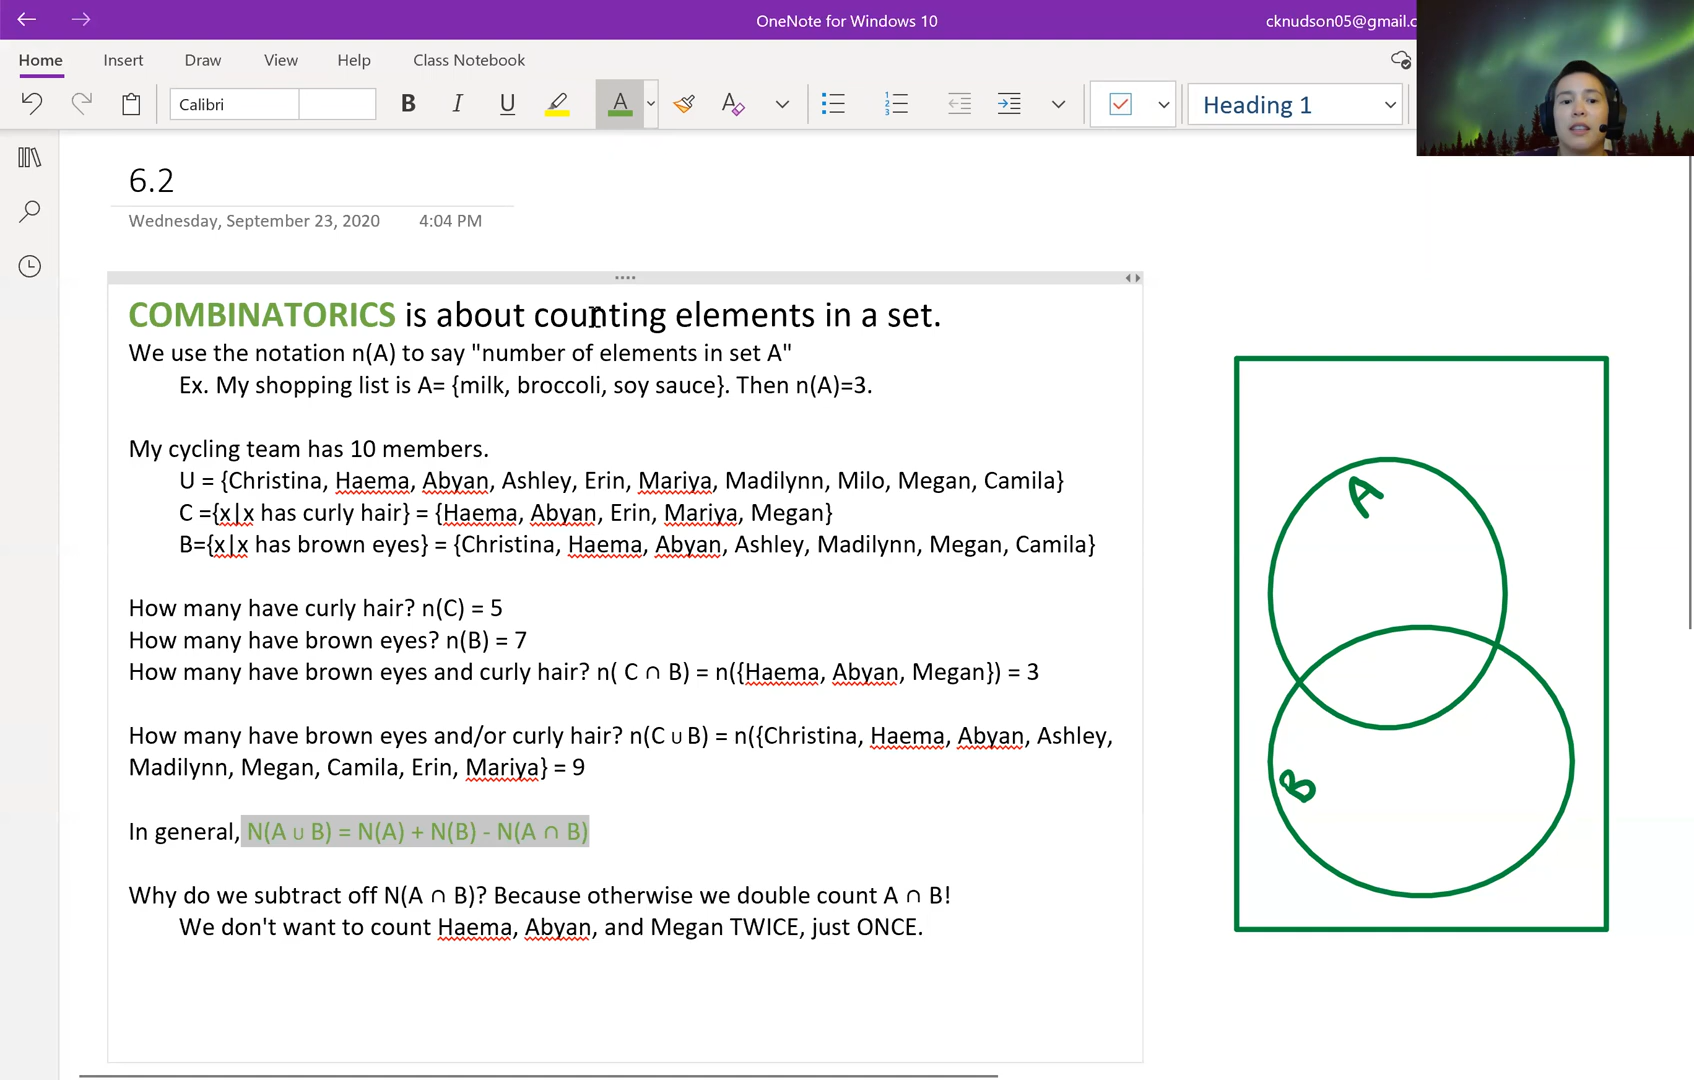 OneNote for Windows 10
cknudson05@gmail.c
Home Insert Draw View Help Class Notebook
Calibri
B I U A A Heading 1
6.2
Wednesday, September 23, 2020 4:04 PM
COMBINATORICS is about counting elements in a set.
We use the notation n(A) to say "number of elements in set A"
Ex. My shopping list is A= {milk, broccoli, soy sauce}. Then n(A)=3.
My cycling team has 10 members.
U = {Christina, Haema, Abyan, Ashley, Erin, Mariya, Madilynn, Milo, Megan, Camila}
C ={x|x has curly hair} = {Haema, Abyan, Erin, Mariya, Megan}
B={x|x has brown eyes} = {Christina, Haema, Abyan, Ashley, Madilynn, Megan, Camila}
How many have curly hair? n(C) = 5
How many have brown eyes? n(B) = 7
How many have brown eyes and curly hair? n( C ∩ B) = n({Haema, Abyan, Megan}) = 3
How many have brown eyes and/or curly hair? n(C ∪ B) = n({Christina, Haema, Abyan, Ashley,
Madilynn, Megan, Camila, Erin, Mariya} = 9
In general, N(A ∪ B) = N(A) + N(B) - N(A ∩ B)
Why do we subtract off N(A ∩ B)? Because otherwise we double count A ∩ B!
We don't want to count Haema, Abyan, and Megan TWICE, just ONCE.
A
B